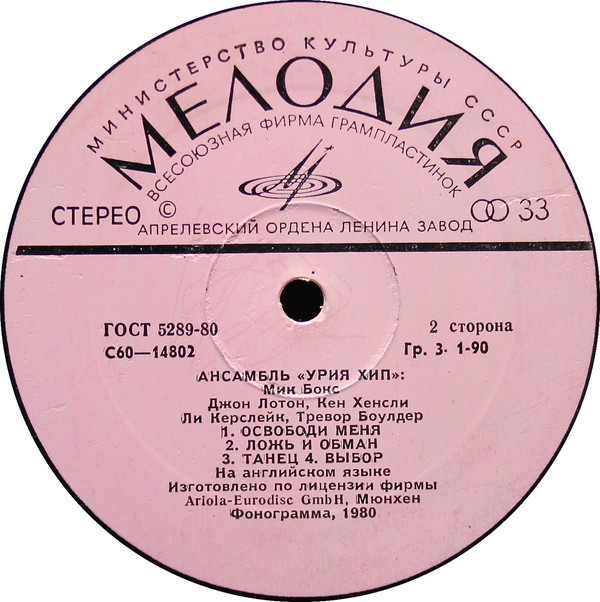 МИНИСТЕРСТВО КУЛЬТУРЫ СССР
МЕЛОДИЯ
ВСЕСОЮЗНАЯ ФИРМА ГРАМПЛАСТИНОК
СТЕРЕО © 33
АПРЕЛЕВСКИЙ ОРДЕНА ЛЕНИНА ЗАВОД
ГОСТ 5289-80 2 сторона
С60—14802 Гр. 3. 1-90
АНСАМБЛЬ «УРИЯ ХИП»:
Мик Бокс
Джон Лотон, Кен Хенсли
Ли Керслейк, Тревор Боулдер
1. ОСВОБОДИ МЕНЯ
2. ЛОЖЬ И ОБМАН
3. ТАНЕЦ 4. ВЫБОР
На английском языке
Изготовлено по лицензии фирмы
Ariola-Eurodisc GmbH, Мюнхен
Фонограмма, 1980